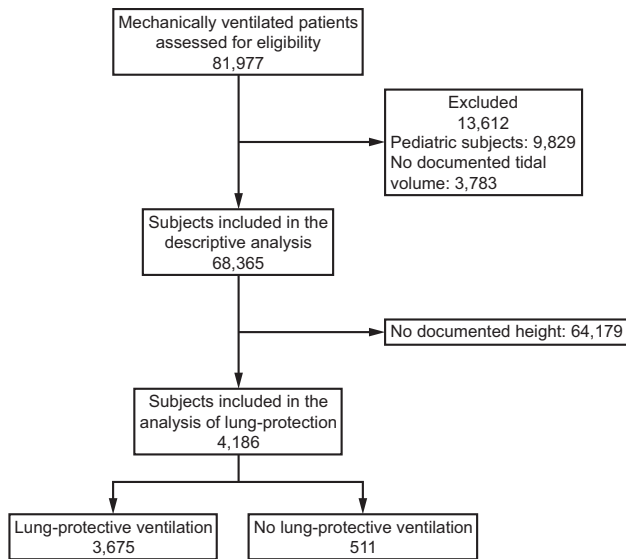 Mechanically ventilated patients
assessed for eligibility
81,977
Excluded
13,612
Pediatric subjects: 9,829
No documented tidal
volume: 3,783
Subjects included in the
descriptive analysis
68,365
No documented height: 64,179
Subjects included in the
analysis of lung-protection
4,186
Lung-protective ventilation
3,675
No lung-protective ventilation
511